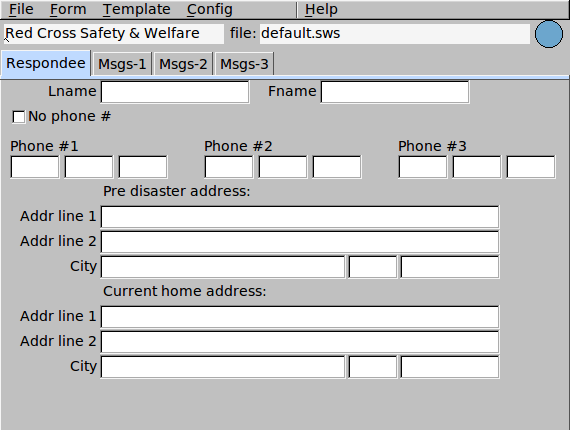 File Form Template Config Help
Red Cross Safety & Welfare file: default.sws
Respondee Msgs-1 Msgs-2 Msgs-3
Lname Fname
No phone #
Phone #1 Phone #2 Phone #3
Pre disaster address:
Addr line 1
Addr line 2
City
Current home address:
Addr line 1
Addr line 2
City